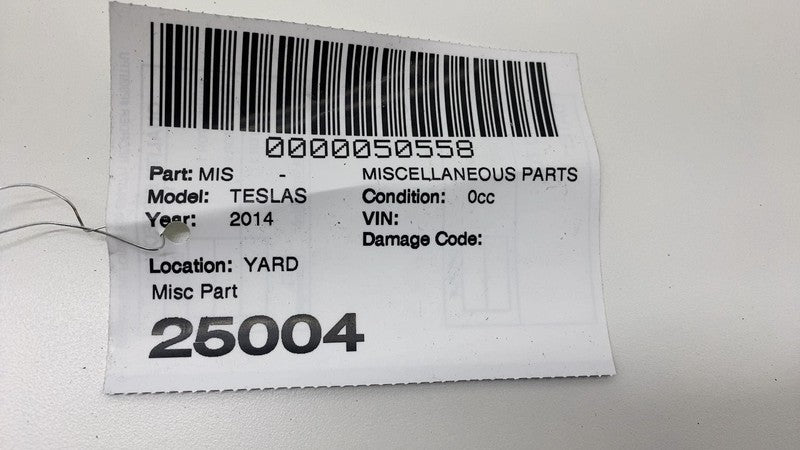 0000050558
Part: MIS - MISCELLANEOUS PARTS
Model: TESLAS Condition: 0cc
Year: 2014 VIN:
Damage Code:
Location: YARD
Misc Part
25004